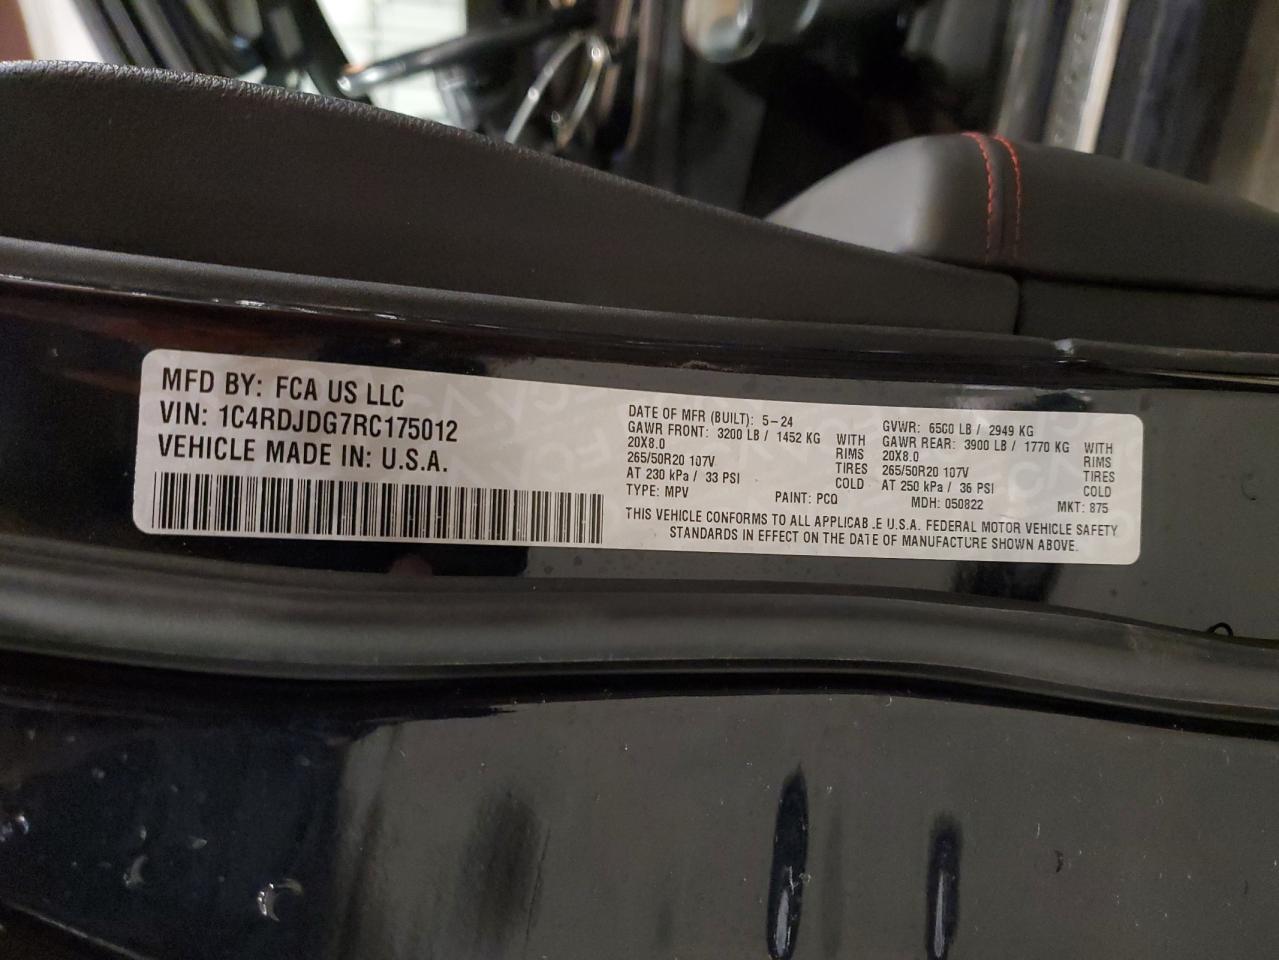 MFD BY: FCA US LLC
VIN: 1C4RDJDG7RC175012
VEHICLE MADE IN: U.S.A.
DATE OF MFR (BUILT): 5-24
GAWR FRONT: 3200 LB / 1452 KG WITH
20X8.0 RIMS
265/50R20 107V TIRES
AT 230 kPa / 33 PSI COLD
TYPE: MPV PAINT: PCQ
GVWR: 6500 LB / 2949 KG
GAWR REAR: 3900 LB / 1770 KG WITH
20X8.0 RIMS
265/50R20 107V TIRES
AT 250 kPa / 36 PSI COLD
MDH: 050822 MKT: 875
THIS VEHICLE CONFORMS TO ALL APPLICAB.E U.S.A. FEDERAL MOTOR VEHICLE SAFETY
STANDARDS IN EFFECT ON THE DATE OF MANUFACTURE SHOWN ABOVE.